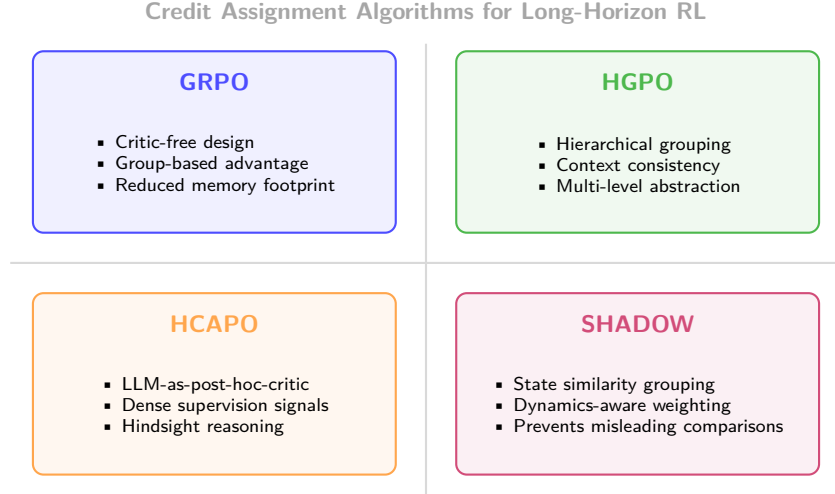 Credit Assignment Algorithms for Long-Horizon RL
GRPO
▪ Critic-free design
▪ Group-based advantage
▪ Reduced memory footprint
HGPO
▪ Hierarchical grouping
▪ Context consistency
▪ Multi-level abstraction
HCAPO
▪ LLM-as-post-hoc-critic
▪ Dense supervision signals
▪ Hindsight reasoning
SHADOW
▪ State similarity grouping
▪ Dynamics-aware weighting
▪ Prevents misleading comparisons